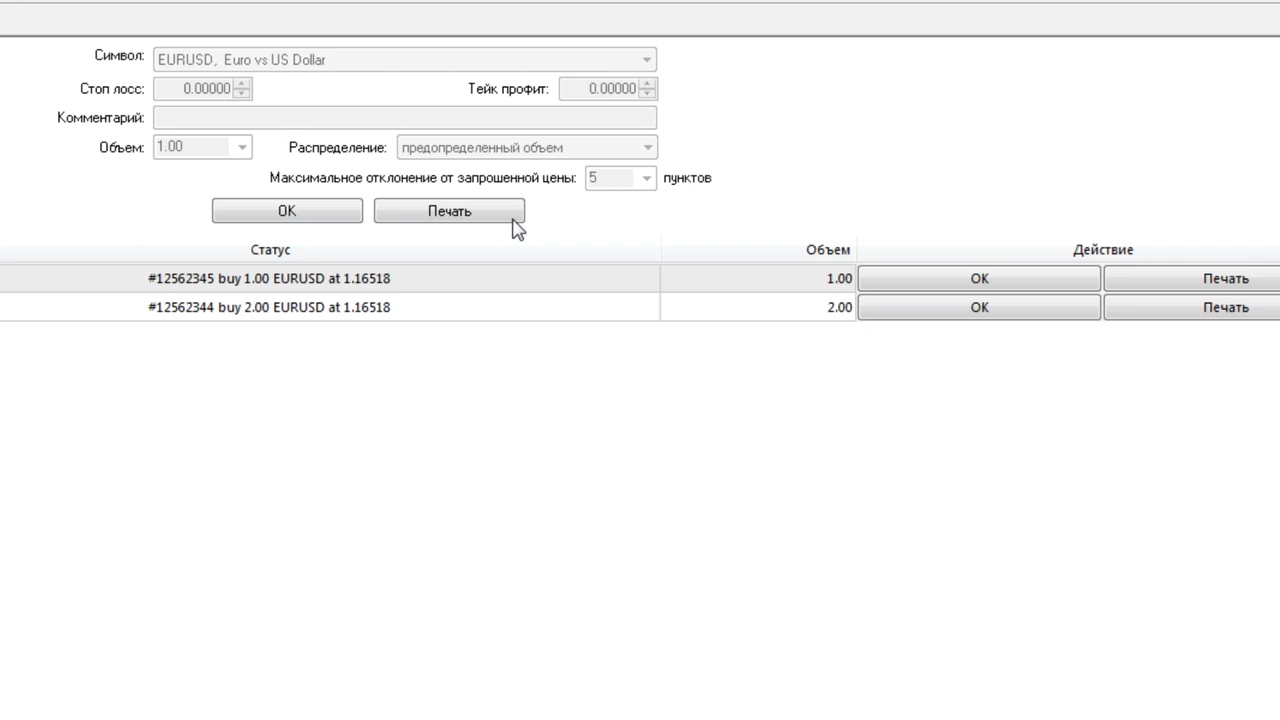 Символ: EURUSD, Euro vs US Dollar
Стоп лосс: 0.00000 Тейк профит: 0.00000
Комментарий:
Объем: 1.00 Распределение: предопределенный объем
Максимальное отклонение от запрошенной цены: 5 пунктов
OK Печать
Статус Объем Действие
#12562345 buy 1.00 EURUSD at 1.16518 1.00 OK Печать
#12562344 buy 2.00 EURUSD at 1.16518 2.00 OK Печать